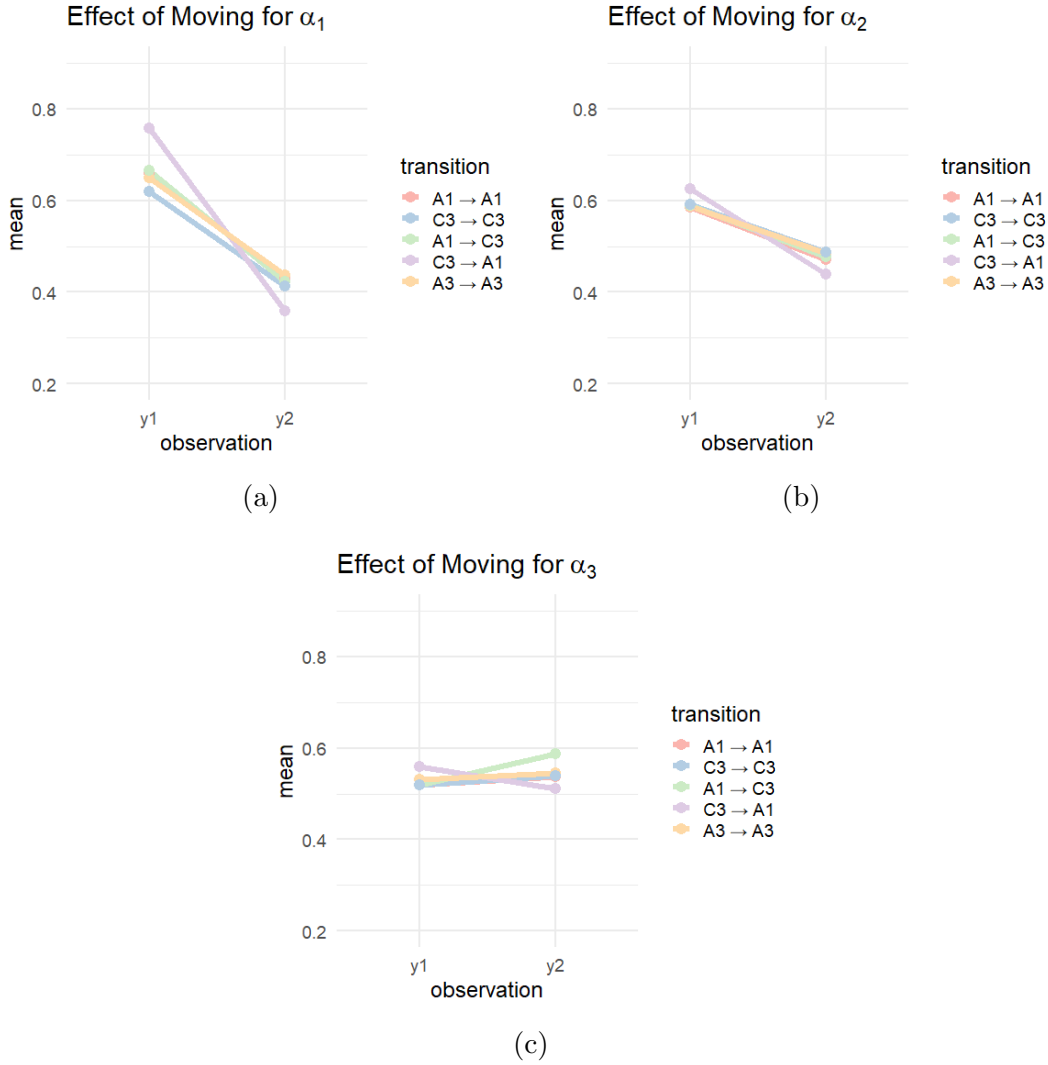 Effect of Moving for α₁
0.8
0.6
0.4
0.2
mean
y1 y2
observation
transition
A1 → A1
C3 → C3
A1 → C3
C3 → A1
A3 → A3
(a)
Effect of Moving for α₂
0.8
0.6
0.4
0.2
mean
y1 y2
observation
transition
A1 → A1
C3 → C3
A1 → C3
C3 → A1
A3 → A3
(b)
Effect of Moving for α₃
0.8
0.6
0.4
0.2
mean
y1 y2
observation
transition
A1 → A1
C3 → C3
A1 → C3
C3 → A1
A3 → A3
(c)